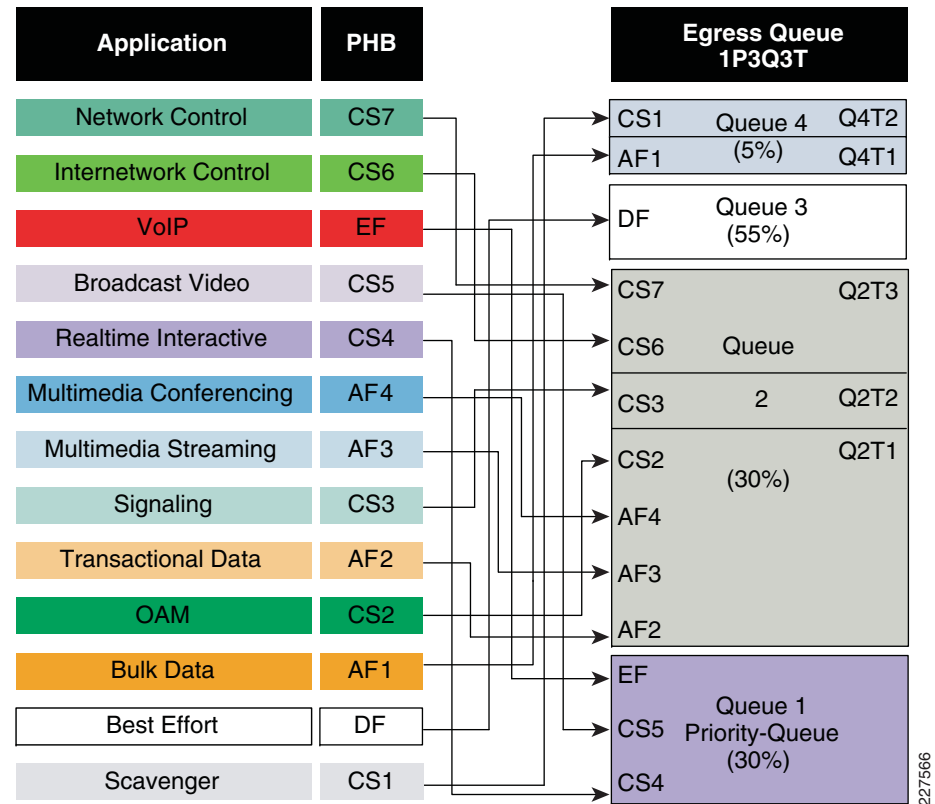 Application
PHB
Network Control
CS7
Internetwork Control
CS6
VoIP
EF
Broadcast Video
CS5
Realtime Interactive
CS4
Multimedia Conferencing
AF4
Multimedia Streaming
AF3
Signaling
CS3
Transactional Data
AF2
OAM
CS2
Bulk Data
AF1
Best Effort
DF
Scavenger
CS1
Egress Queue
1P3Q3T
CS1
Queue 4
Q4T2
AF1
(5%)
Q4T1
DF
Queue 3
(55%)
CS7
Q2T3
CS6
Queue
CS3
2
Q2T2
CS2
Q2T1
(30%)
AF4
AF3
AF2
EF
Queue 1
CS5
Priority-Queue
(30%)
CS4
227566